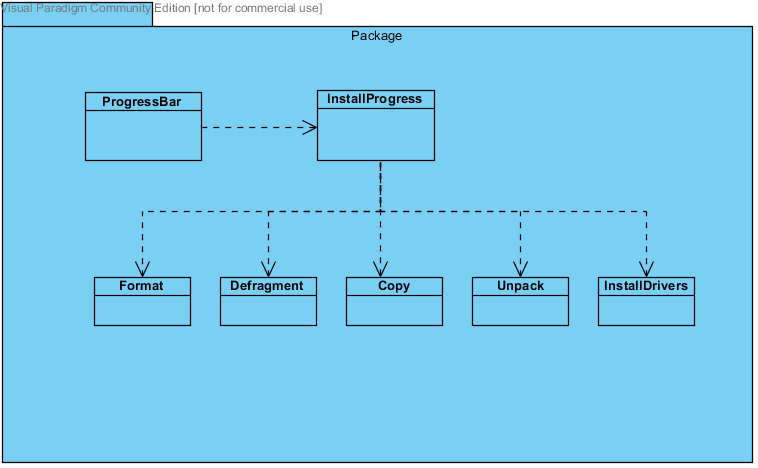 Visual Paradigm Community Edition [not for commercial use]
Package
ProgressBar
InstallProgress
Format
Defragment
Copy
Unpack
InstallDrivers